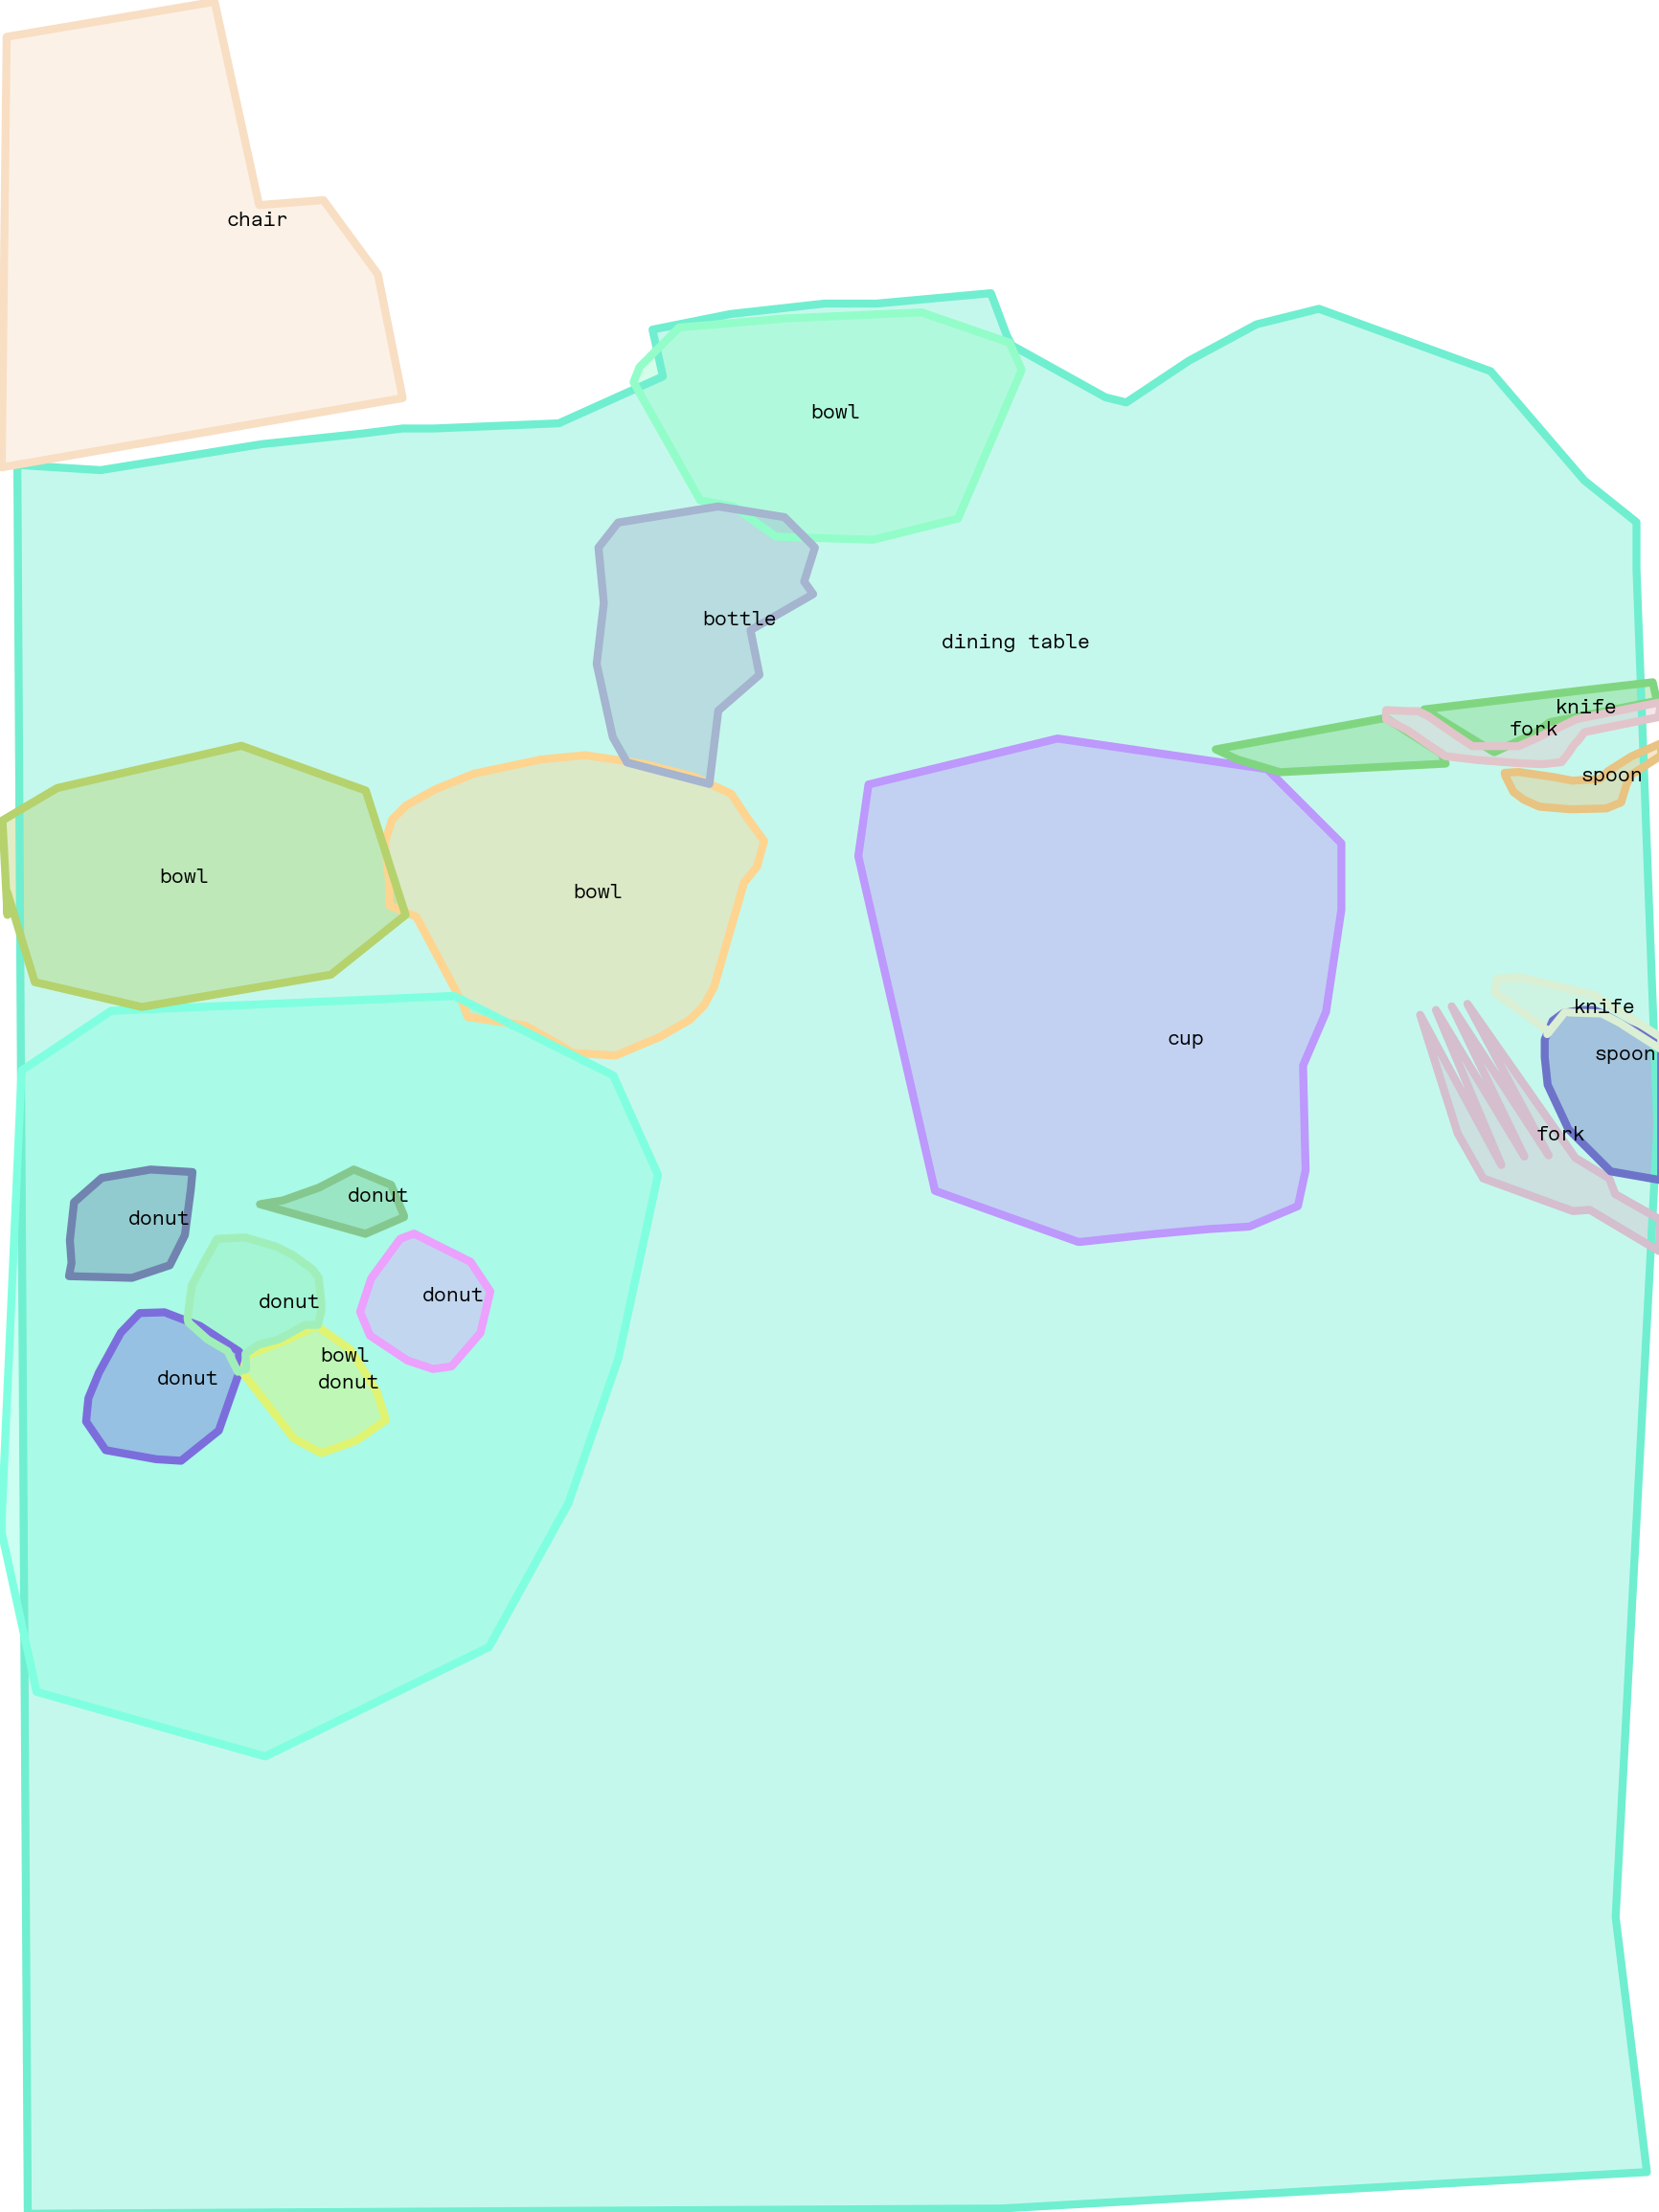 chair
bowl
bottle
dining table
knife
fork
spoon
bowl
bowl
knife
cup
spoon
fork
donut
donut
donut
donut
bowl
donut
donut